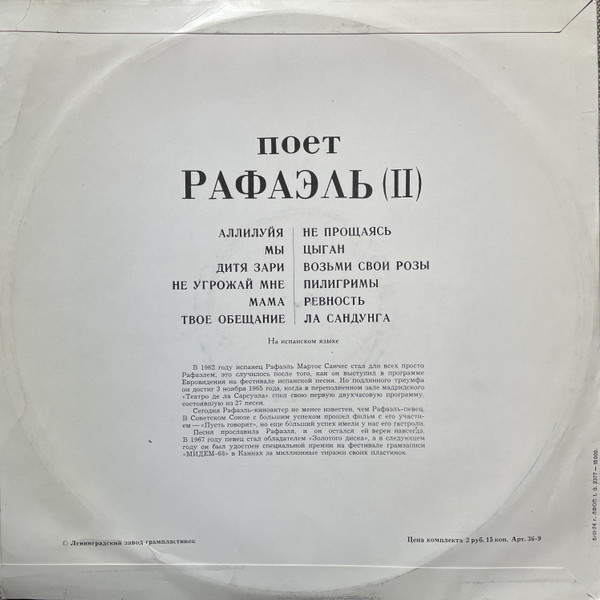 поет
РАФАЭЛЬ (II)
АЛЛИЛУЙЯ
МЫ
ДИТЯ ЗАРИ
НЕ УГРОЖАЙ МНЕ
МАМА
ТВОЕ ОБЕЩАНИЕ
НЕ ПРОЩАЯСЬ
ЦЫГАН
ВОЗЬМИ СВОИ РОЗЫ
ПИЛИГРИМЫ
РЕВНОСТЬ
ЛА САНДУНГА
На испанском языке
В 1962 году испанец Рафаэль Мартос Санчес стал для всех просто
Рафаэлем, это случилось после того, как он выступил в программе
Евровидения на фестивале испанской песни. Но подлинного триумфа
он достиг 3 ноября 1965 года, когда в переполненном зале мадридского
«Театро де ла Сарсуэла» спел свою первую двухчасовую программу,
состоявшую из 27 песен.
Сегодня Рафаэль-киноактер не менее известен, чем Рафаэль-певец.
В Советском Союзе с большим успехом прошел фильм с его участи-
ем — «Пусть говорят», но еще больший успех имели у нас его гастроли.
Песня прославила Рафаэля, и он остался ей верен навсегда.
В 1967 году певец стал обладателем «Золотого диска», а в следующем
году он был удостоен специальной премии на фестивале грамзаписи
«МИДЕМ-68» в Каннах за миллионные тиражи своих пластинок.
© Ленинградский завод грампластинок
Цена комплекта 2 руб. 15 коп. Арт. 36-9